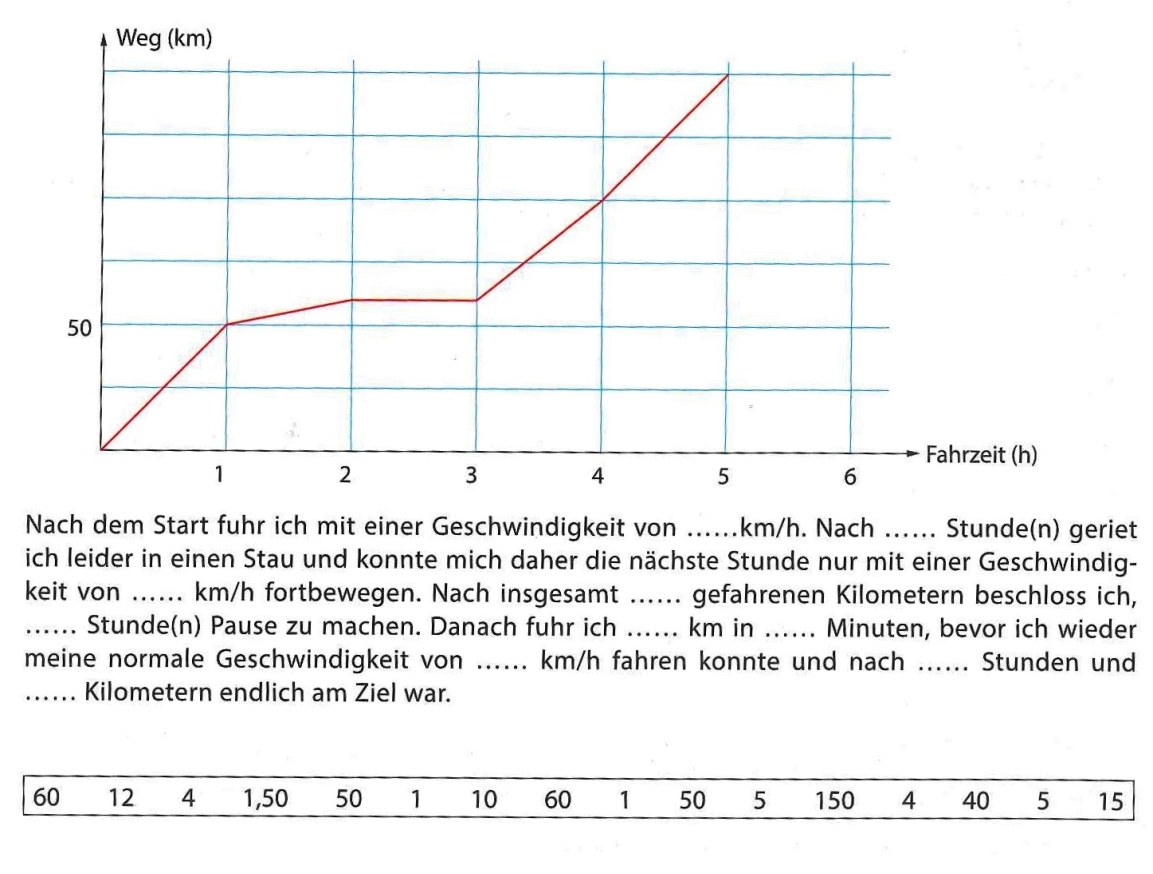 Weg (km)
50
1 2 3 4 5 6
Fahrzeit (h)
Nach dem Start fuhr ich mit einer Geschwindigkeit von ......km/h. Nach ...... Stunde(n) geriet
ich leider in einen Stau und konnte mich daher die nächste Stunde nur mit einer Geschwindig-
keit von ...... km/h fortbewegen. Nach insgesamt ...... gefahrenen Kilometern beschloss ich,
...... Stunde(n) Pause zu machen. Danach fuhr ich ...... km in ...... Minuten, bevor ich wieder
meine normale Geschwindigkeit von ...... km/h fahren konnte und nach ...... Stunden und
...... Kilometern endlich am Ziel war.
60 12 4 1,50 50 1 10 60 1 50 5 150 4 40 5 15